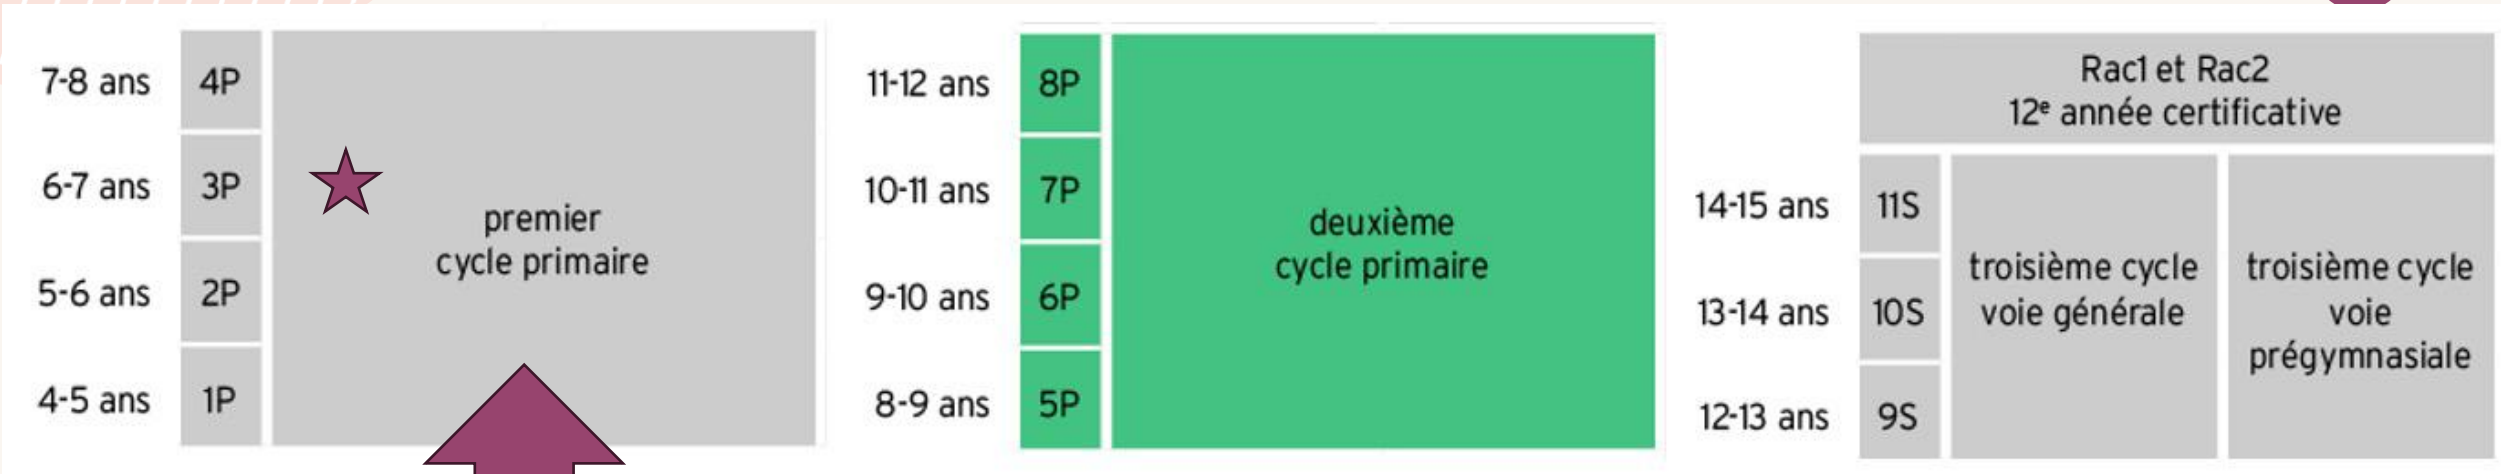 7-8 ans 4P
6-7 ans 3P
5-6 ans 2P
4-5 ans 1P
premier
cycle primaire
11-12 ans 8P
10-11 ans 7P
9-10 ans 6P
8-9 ans 5P
deuxième
cycle primaire
Rac1 et Rac2
12e année certificative
14-15 ans 11S
13-14 ans 10S
12-13 ans 9S
troisième cycle
voie générale
troisième cycle
voie
prégymnasiale